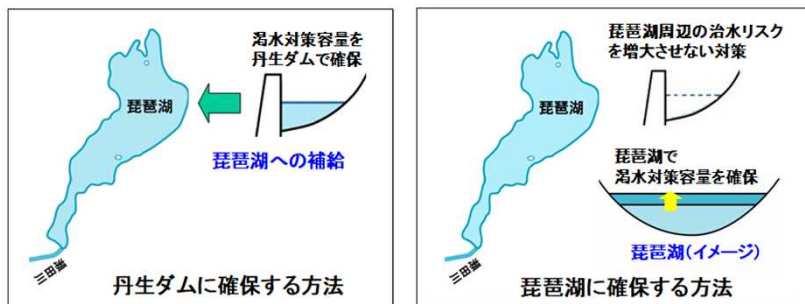 渇水対策容量を
丹生ダムで確保
琵琶湖
琵琶湖への補給
瀬田川
丹生ダムに確保する方法
琵琶湖周辺の治水リスク
を増大させない対策
琵琶湖
琵琶湖で
渇水対策容量を確保
琵琶湖(イメージ)
瀬田川
琵琶湖に確保する方法